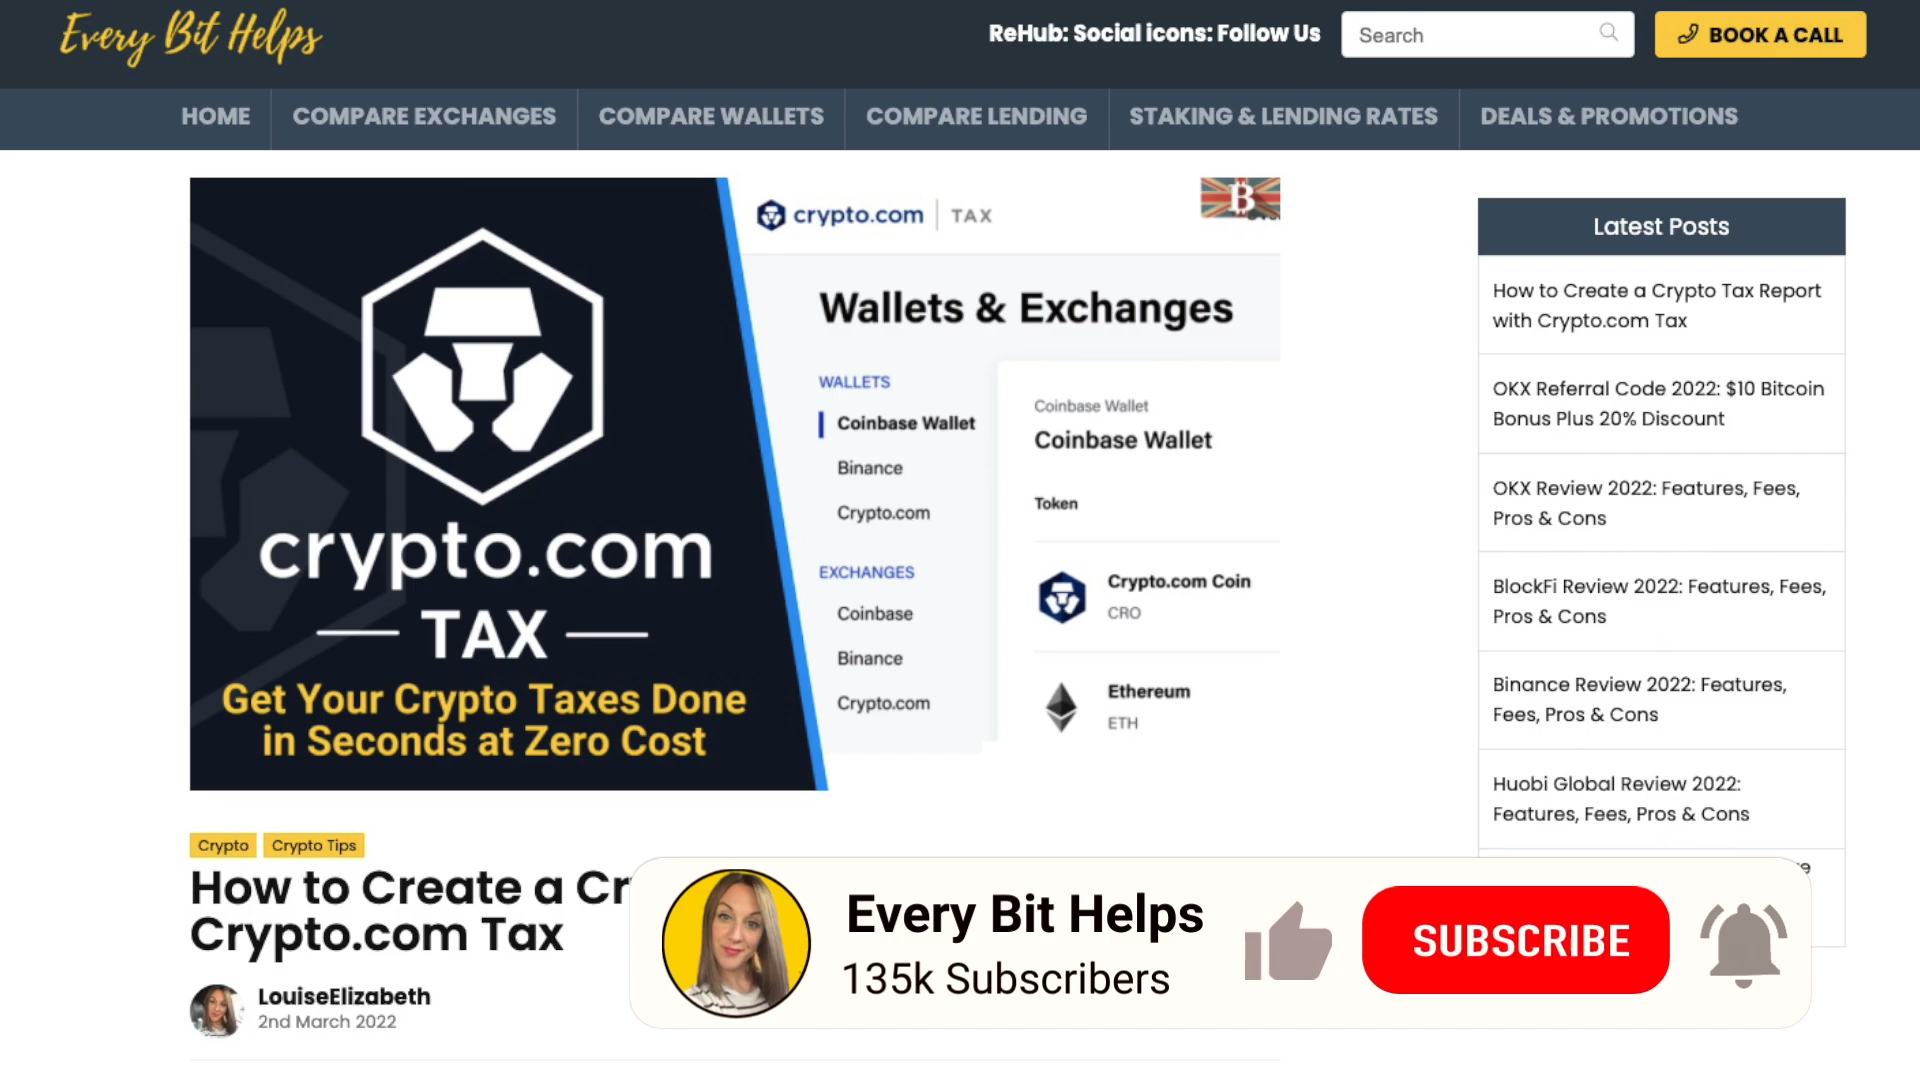 Every Bit Helps
ReHub: Social icons: Follow Us
Search
BOOK A CALL
HOME
COMPARE EXCHANGES
COMPARE WALLETS
COMPARE LENDING
STAKING & LENDING RATES
DEALS & PROMOTIONS
crypto.com
TAX
Get Your Crypto Taxes Done
in Seconds at Zero Cost
crypto.com | TAX
B
Wallets & Exchanges
WALLETS
Coinbase Wallet
Binance
Crypto.com
EXCHANGES
Coinbase
Binance
Crypto.com
Coinbase Wallet
Coinbase Wallet
Token
Crypto.com Coin
CRO
Ethereum
ETH
Latest Posts
How to Create a Crypto Tax Report
with Crypto.com Tax
OKX Referral Code 2022: $10 Bitcoin
Bonus Plus 20% Discount
OKX Review 2022: Features, Fees,
Pros & Cons
BlockFi Review 2022: Features, Fees,
Pros & Cons
Binance Review 2022: Features,
Fees, Pros & Cons
Huobi Global Review 2022:
Features, Fees, Pros & Cons
Crypto
Crypto Tips
How to Create a Cr
Crypto.com Tax
LouiseElizabeth
2nd March 2022
Every Bit Helps
135k Subscribers
SUBSCRIBE